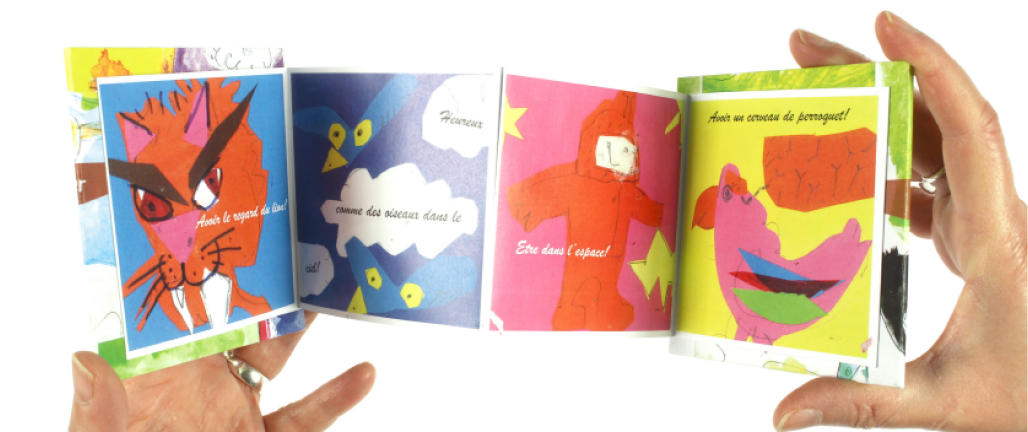 Avoir le regard du lion!
Heureux
comme des oiseaux dans le
ciel!
Etre dans l'espace!
Avoir un cerveau de perroquet!